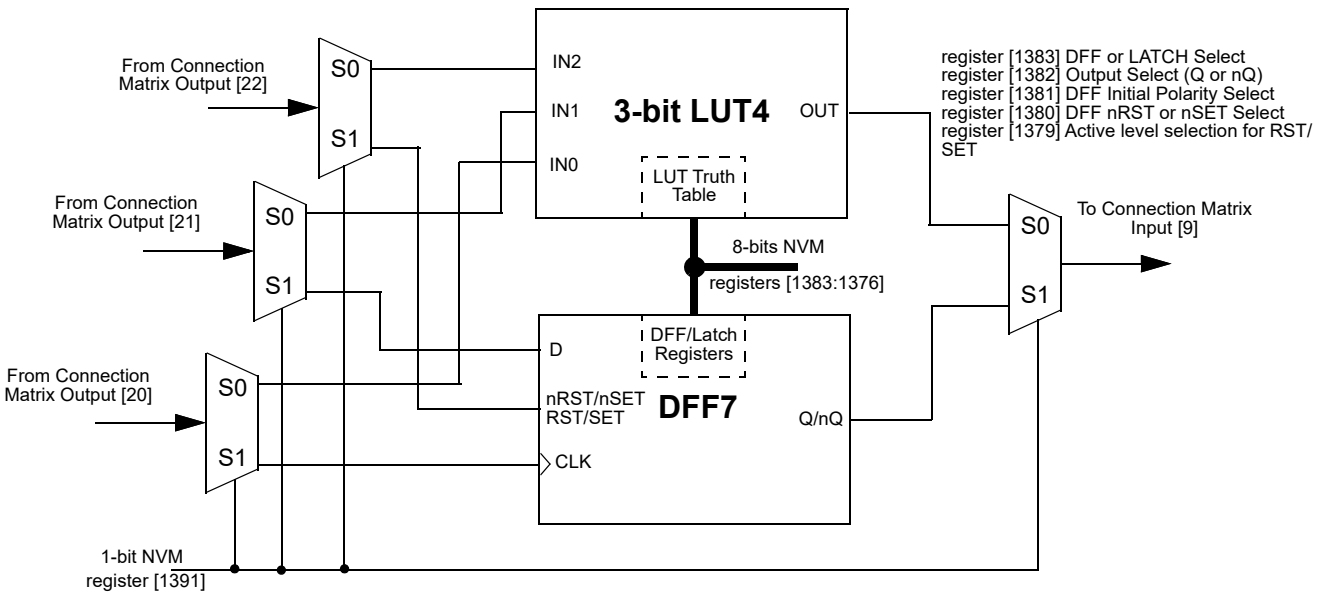 From Connection
Matrix Output [22]
S0
S1
IN2
IN1
IN0
3-bit LUT4
OUT
LUT Truth
Table
register [1383] DFF or LATCH Select
register [1382] Output Select (Q or nQ)
register [1381] DFF Initial Polarity Select
register [1380] DFF nRST or nSET Select
register [1379] Active level selection for RST/
SET
From Connection
Matrix Output [21]
S0
S1
8-bits NVM
registers [1383:1376]
S0
S1
To Connection Matrix
Input [9]
From Connection
Matrix Output [20]
S0
S1
D
nRST/nSET
RST/SET
CLK
DFF/Latch
Registers
DFF7
Q/nQ
1-bit NVM
register [1391]